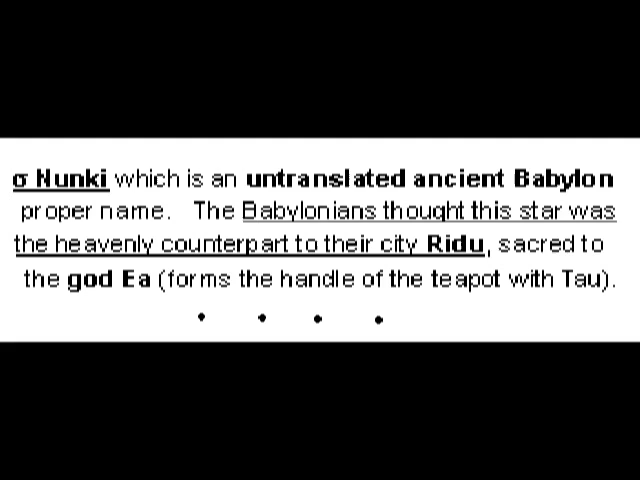 σ Nunki which is an untranslated ancient Babylon
proper name. The Babylonians thought this star was
the heavenly counterpart to their city Ridu, sacred to
the god Ea (forms the handle of the teapot with Tau).
• • • •